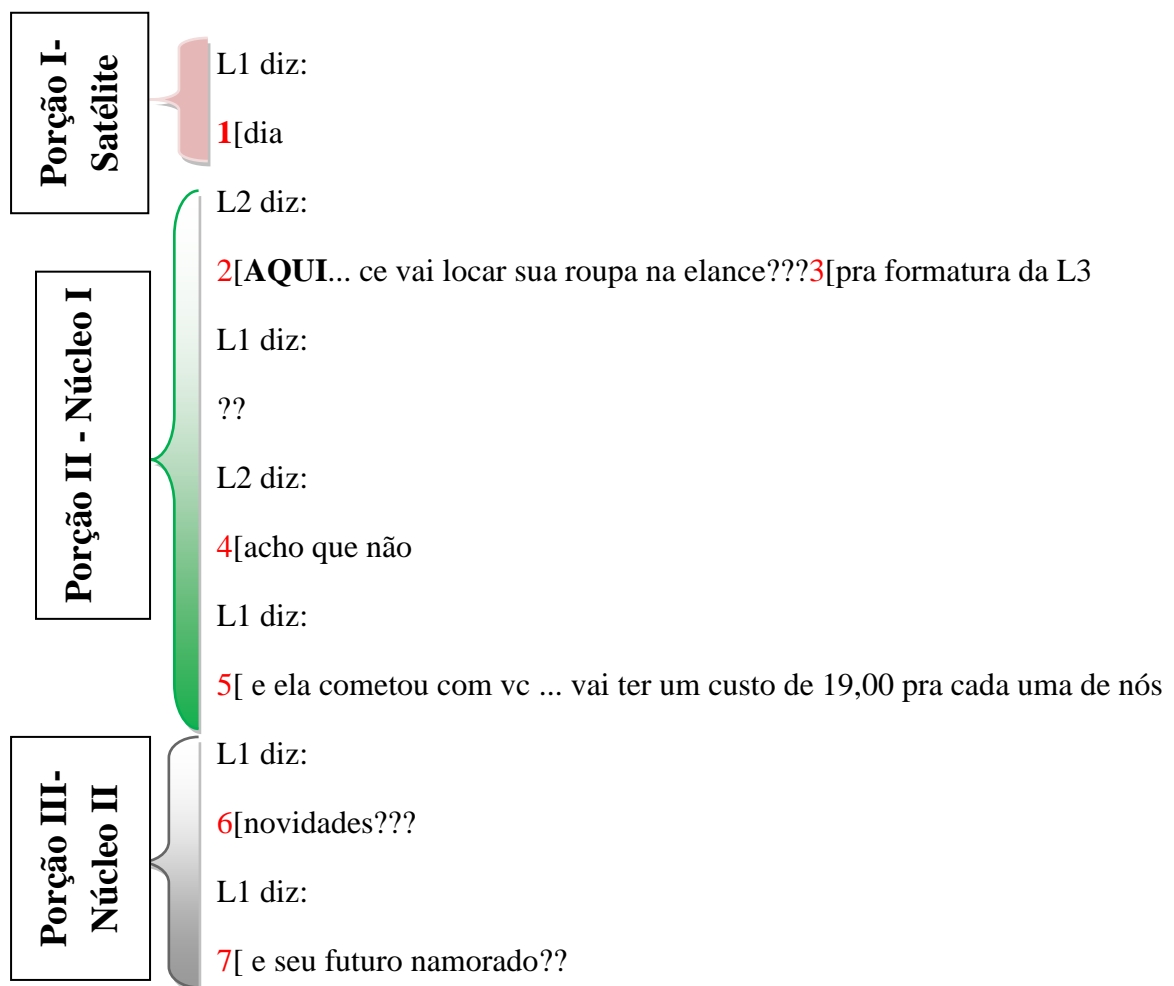 Porção I-
Satélite
L1 diz:
1[dia
Porção II - Núcleo I
L2 diz:
2[AQUI... ce vai locar sua roupa na elance???3[pra formatura da L3
L1 diz:
??
L2 diz:
4[acho que não
L1 diz:
5[ e ela cometou com vc ... vai ter um custo de 19,00 pra cada uma de nós
Porção III-
Núcleo II
L1 diz:
6[novidades???
L1 diz:
7[ e seu futuro namorado??